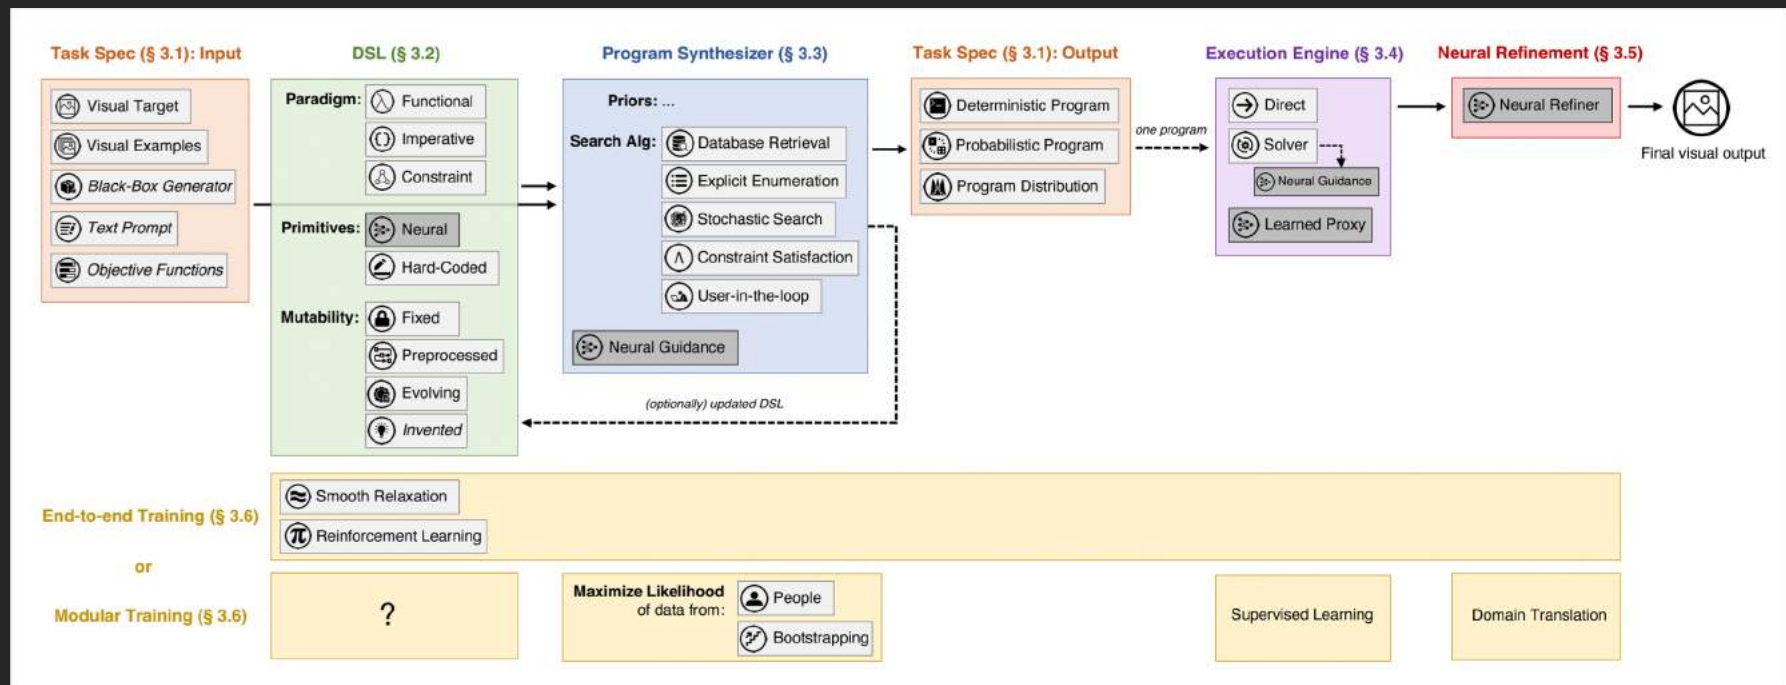 Task Spec (§ 3.1): Input
DSL (§ 3.2)
Program Synthesizer (§ 3.3)
Task Spec (§ 3.1): Output
Execution Engine (§ 3.4)
Neural Refinement (§ 3.5)
Visual Target
Visual Examples
Black-Box Generator
Text Prompt
Objective Functions
Paradigm:
Functional
Imperative
Constraint
Primitives:
Neural
Hard-Coded
Mutability:
Fixed
Preprocessed
Evolving
Invented
Priors: ...
Search Alg:
Database Retrieval
Explicit Enumeration
Stochastic Search
Constraint Satisfaction
User-in-the-loop
Neural Guidance
(optionally) updated DSL
Deterministic Program
Probabilistic Program
Program Distribution
one program
Direct
Solver
Neural Guidance
Learned Proxy
Neural Refiner
Final visual output
End-to-end Training (§ 3.6)
Smooth Relaxation
π Reinforcement Learning
or
Modular Training (§ 3.6)
?
Maximize Likelihood
of data from:
People
Bootstrapping
Supervised Learning
Domain Translation